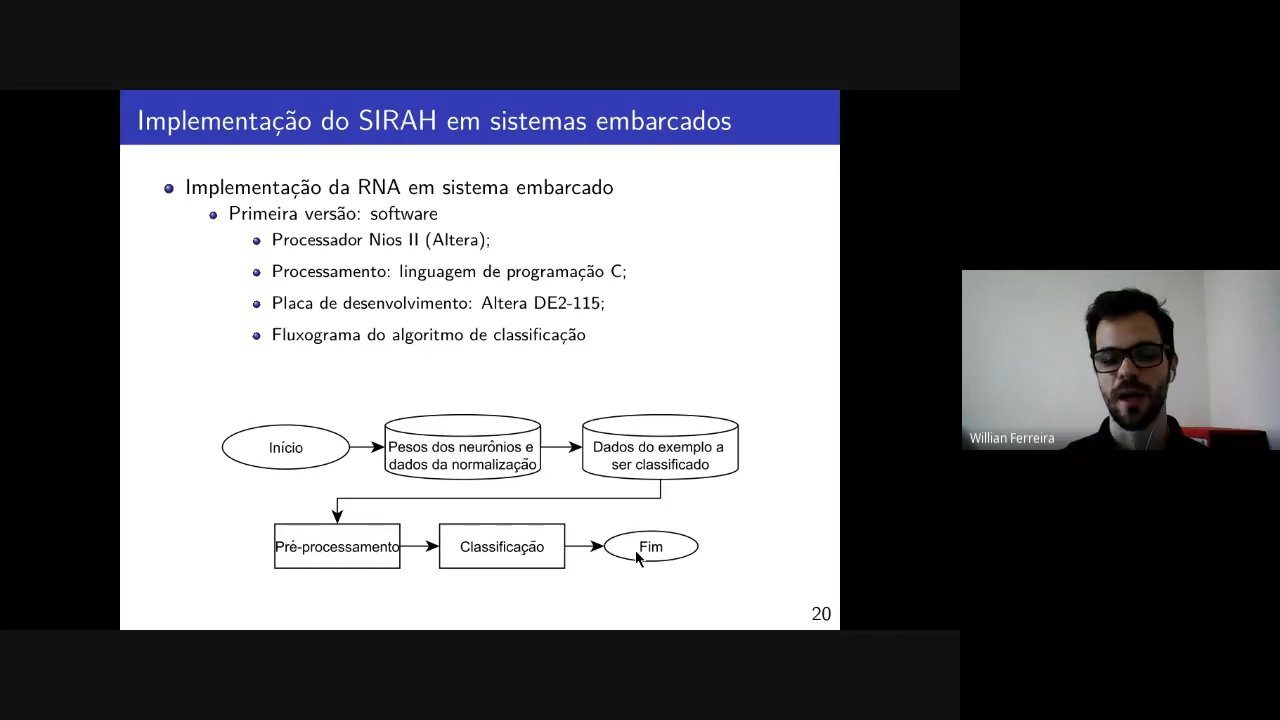 Implementação do SIRAH em sistemas embarcados
Implementação da RNA em sistema embarcado
Primeira versão: software
Processador Nios II (Altera);
Processamento: linguagem de programação C;
Placa de desenvolvimento: Altera DE2-115;
Fluxograma do algoritmo de classificação
Início
Pesos dos neurônios e
dados da normalização
Dados do exemplo a
ser classificado
Pré-processamento
Classificação
Fim
20
Willian Ferreira